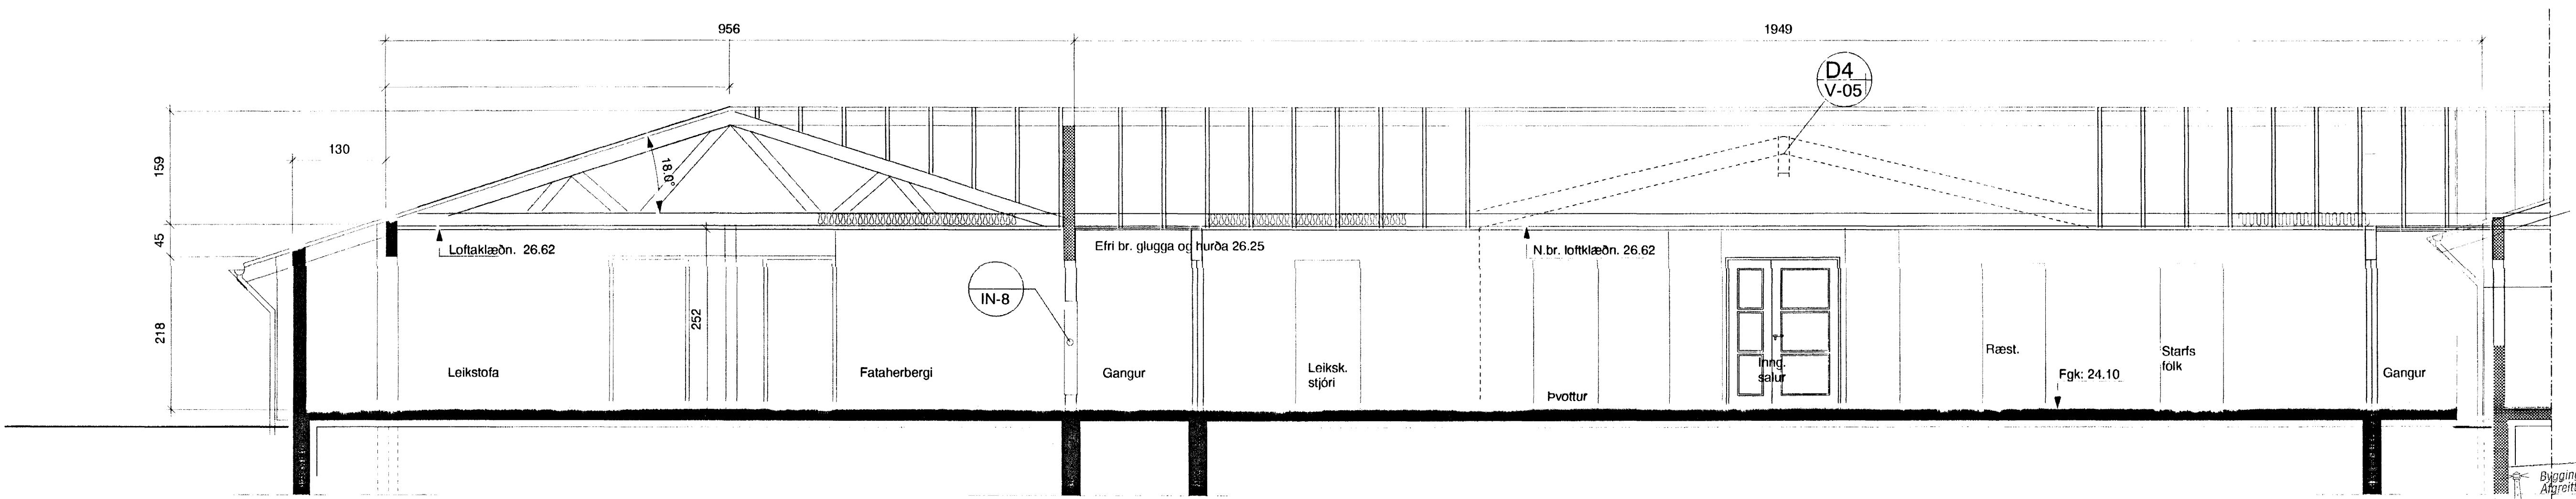 956
1949
D4
V-05
130
159
18.0°
45
Loftaklæðn. 26.62
Efri br. glugga og hurða 26.25
N.br. loftklæðn. 26.62
IN-8
252
218
Leikstofa
Fataherbergi
Gangur
Leiksk.
stjóri
Þvottur
Inng.
salur
Ræst.
Starfs
fólk
Fgk: 24.10
Gangur